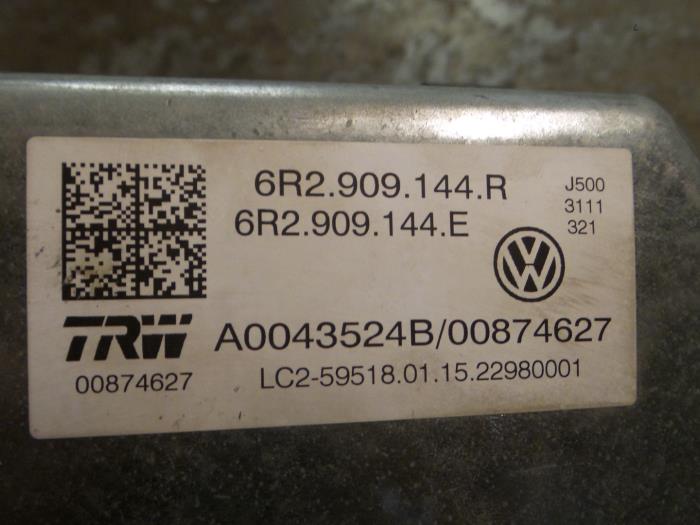 6R2.909.144.R
6R2.909.144.E
J500
3111
321
TRW
A0043524B/00874627
00874627
LC2-59518.01.15.22980001